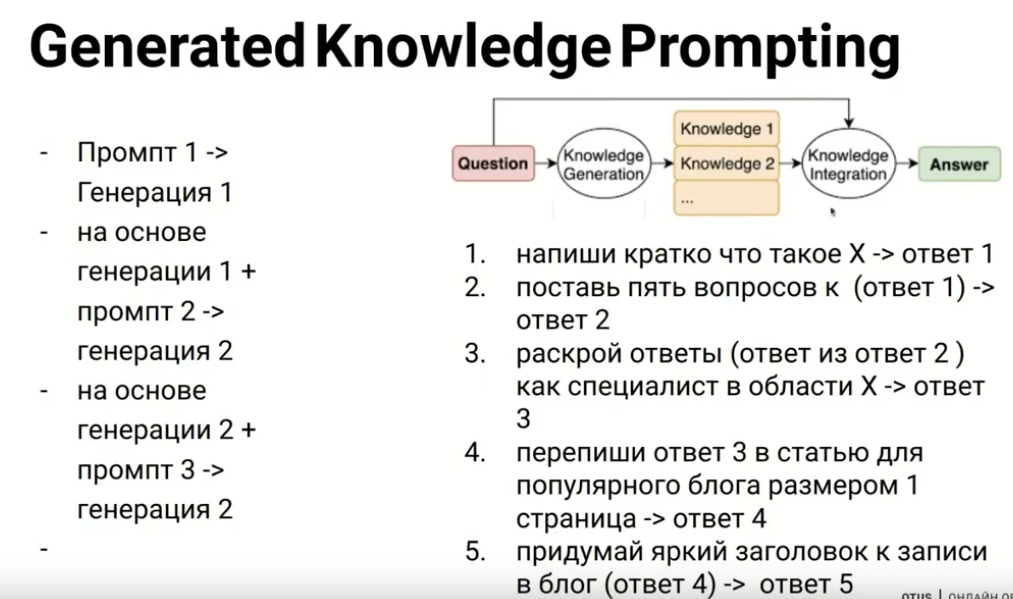 Generated Knowledge Prompting
- Промпт 1 ->
Генерация 1
- на основе
генерации 1 +
промпт 2 ->
генерация 2
- на основе
генерации 2 +
промпт 3 ->
генерация 2
-
Question
Knowledge
Generation
Knowledge 1
Knowledge 2
...
Knowledge
Integration
Answer
1. напиши кратко что такое X -> ответ 1
2. поставь пять вопросов к (ответ 1) ->
ответ 2
3. раскрой ответы (ответ из ответ 2 )
как специалист в области X -> ответ
3
4. перепиши ответ 3 в статью для
популярного блога размером 1
страница -> ответ 4
5. придумай яркий заголовок к записи
в блог (ответ 4) -> ответ 5